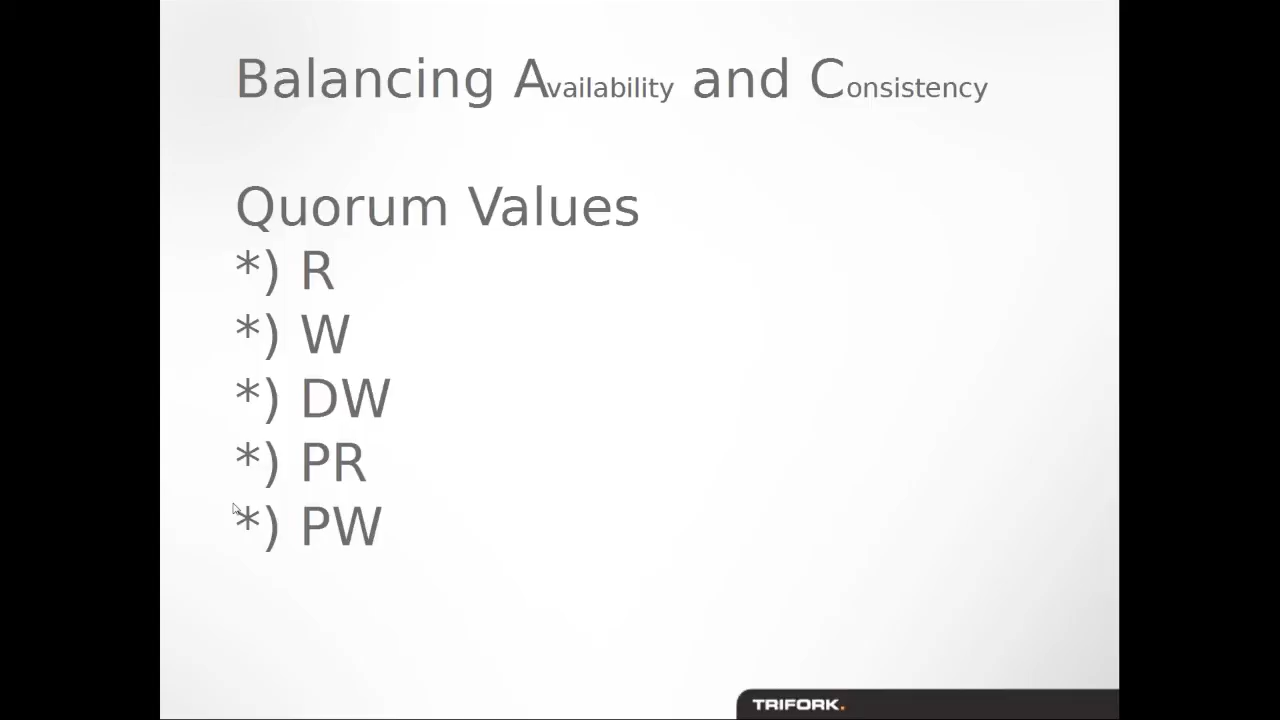 Balancing Availability and Consistency
Quorum Values
*) R
*) W
*) DW
*) PR
*) PW
TRIFORK.